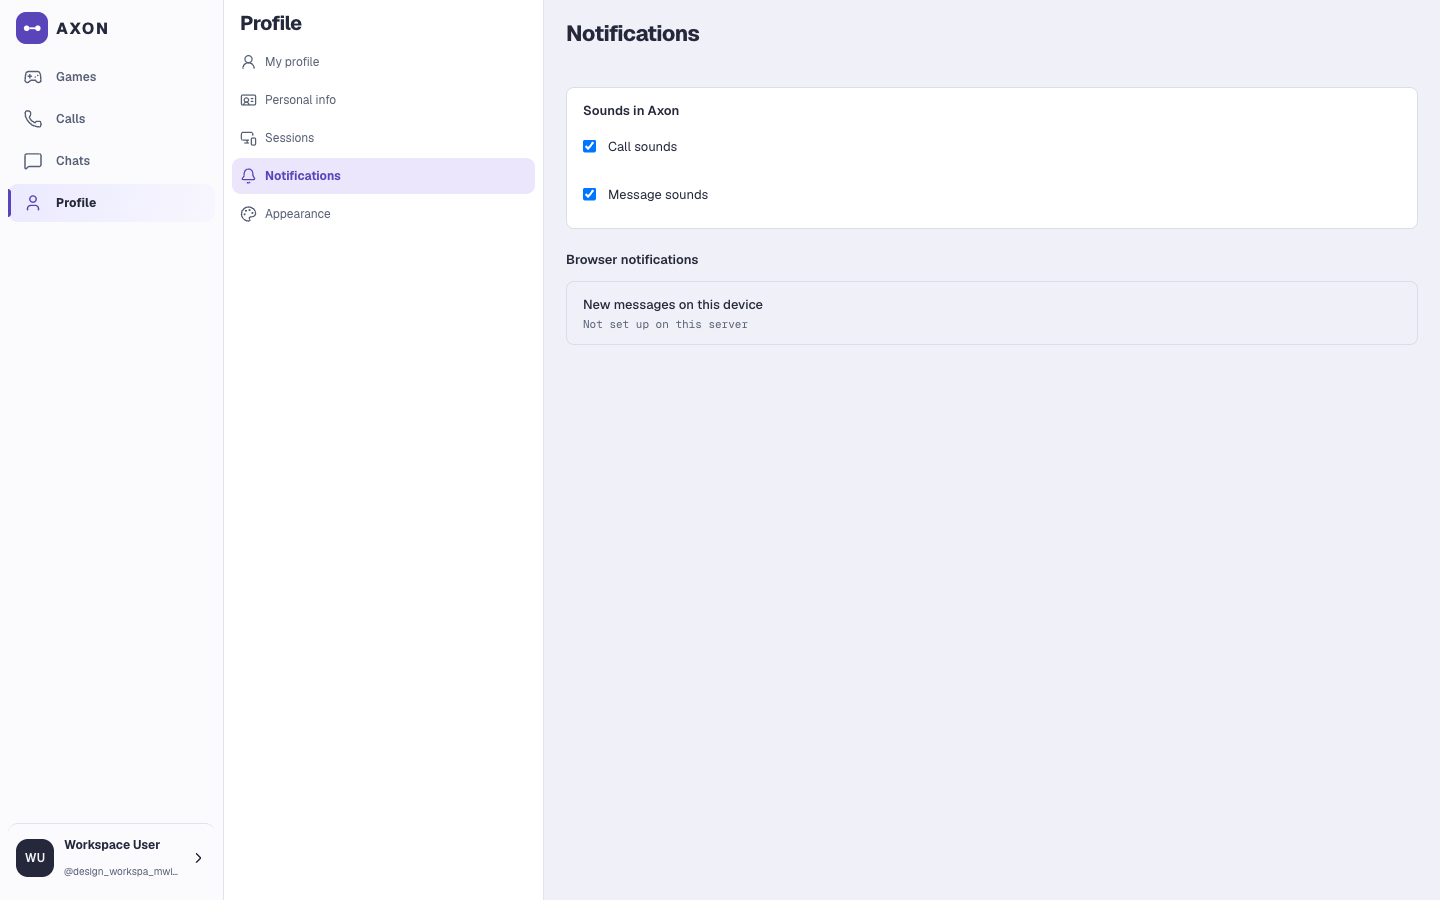 AXON
Games
Calls
Chats
Profile
WU
Workspace User
@design_workspa_mwi...
Profile
My profile
Personal info
Sessions
Notifications
Appearance
Notifications
Sounds in Axon
Call sounds
Message sounds
Browser notifications
New messages on this device
Not set up on this server